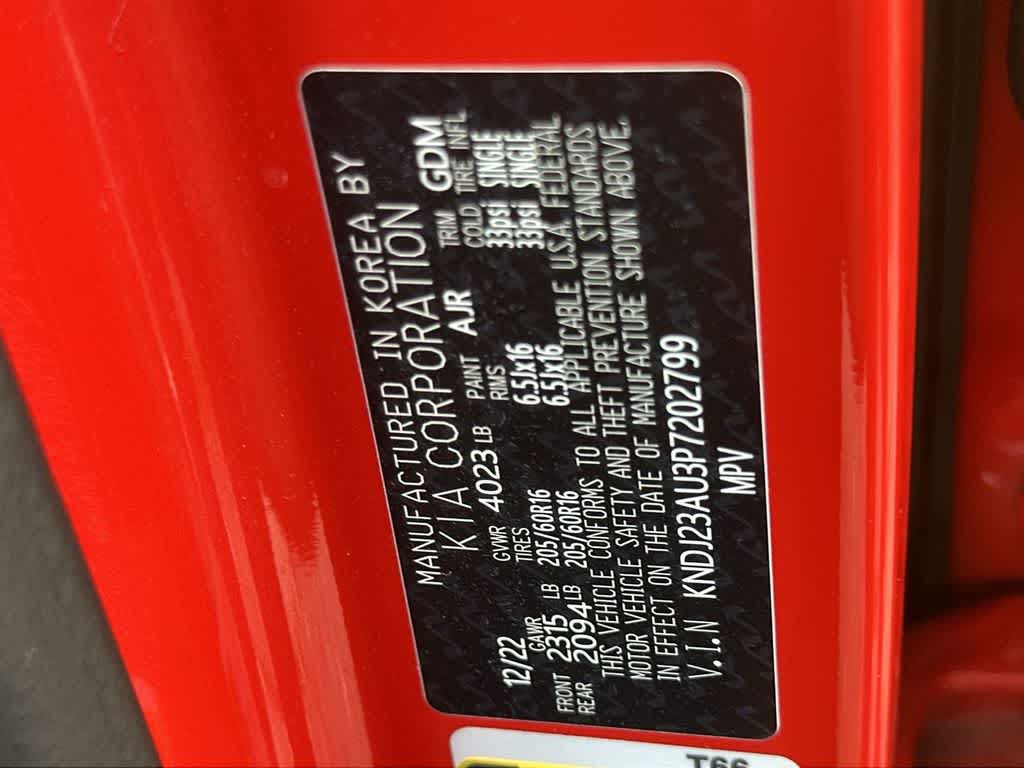 MANUFACTURED IN KOREA BY
KIA CORPORATION
12/22 GVWR 4023 LB PAINT AJR TRIM GDM
GAWR TIRES RIMS COLD TIRE INFL
FRONT 2315 LB 205/60R16 6.5Jx16 33psi SINGLE
REAR 2094 LB 205/60R16 6.5Jx16 33psi SINGLE
THIS VEHICLE CONFORMS TO ALL APPLICABLE U.S.A. FEDERAL
MOTOR VEHICLE SAFETY AND THEFT PREVENTION STANDARDS
IN EFFECT ON THE DATE OF MANUFACTURE SHOWN ABOVE.
V.I.N KNDJ23AU3P7202799
MPV
T66